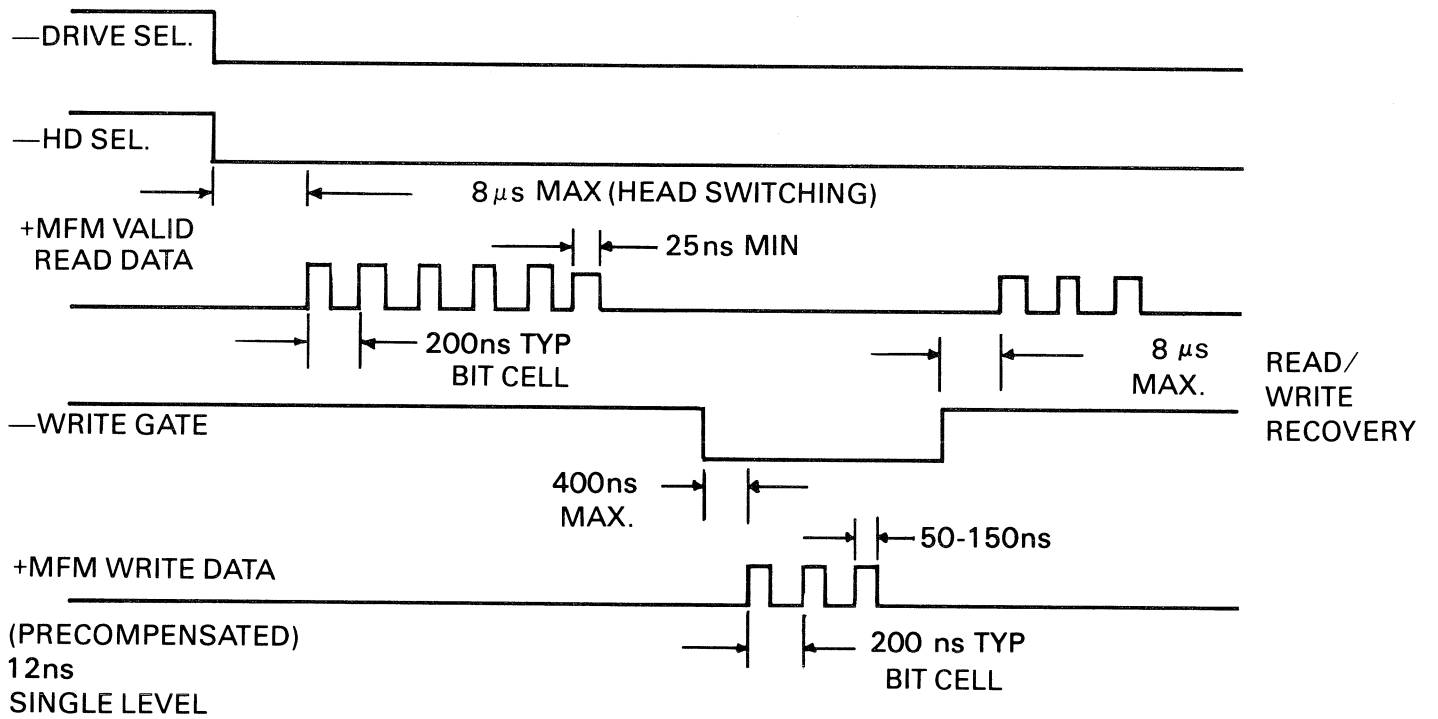 —DRIVE SEL.
—HD SEL.
8μs MAX (HEAD SWITCHING)
+MFM VALID
READ DATA
25ns MIN
200ns TYP
BIT CELL
8 μs
MAX.
READ/
WRITE
RECOVERY
—WRITE GATE
400ns
MAX.
50-150ns
+MFM WRITE DATA
(PRECOMPENSATED)
12ns
SINGLE LEVEL
200 ns TYP
BIT CELL